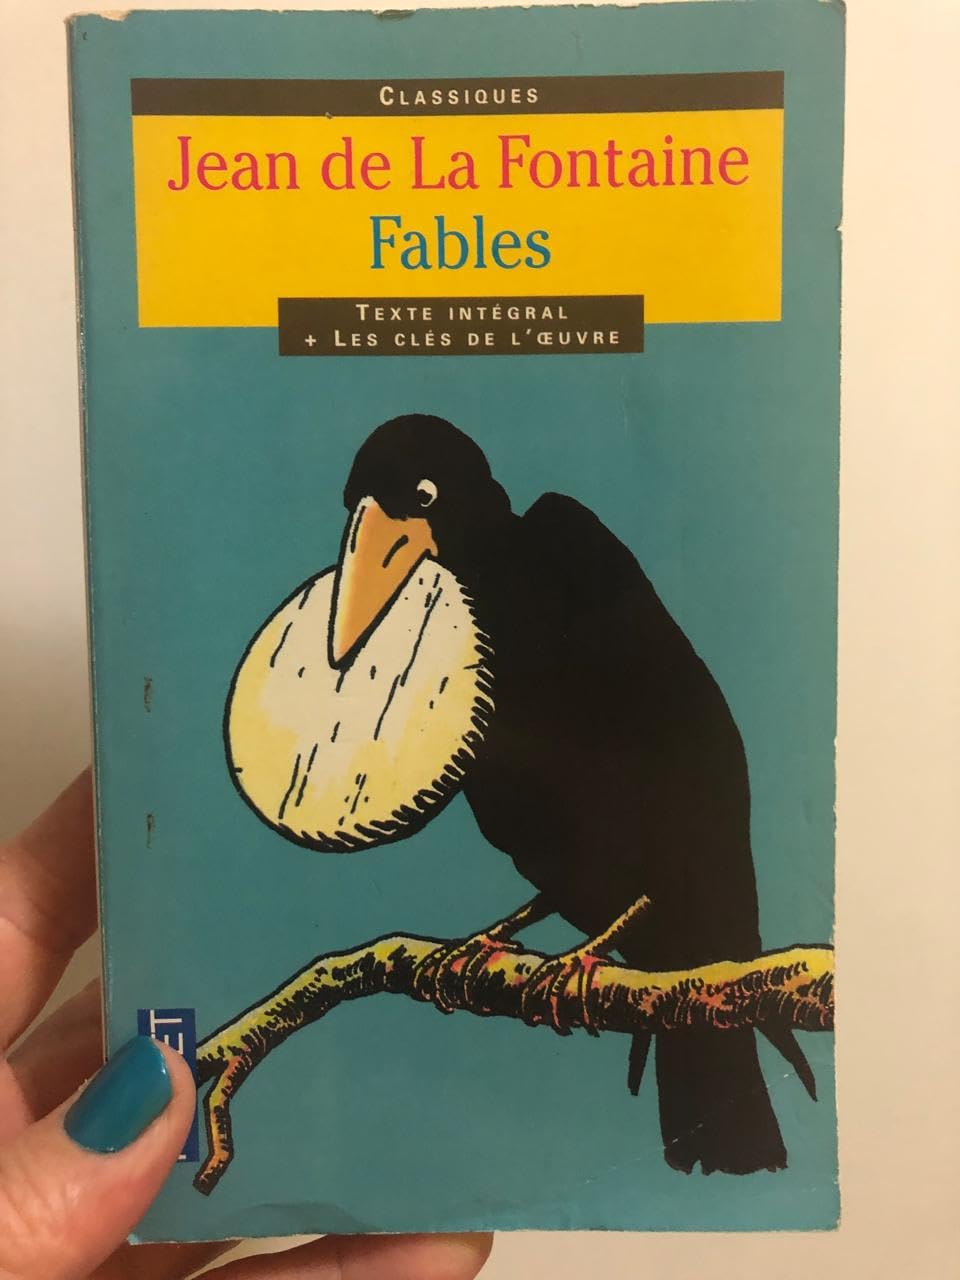 CLASSIQUES
Jean de La Fontaine
Fables
TEXTE INTÉGRAL
+ LES CLÉS DE L'ŒUVRE